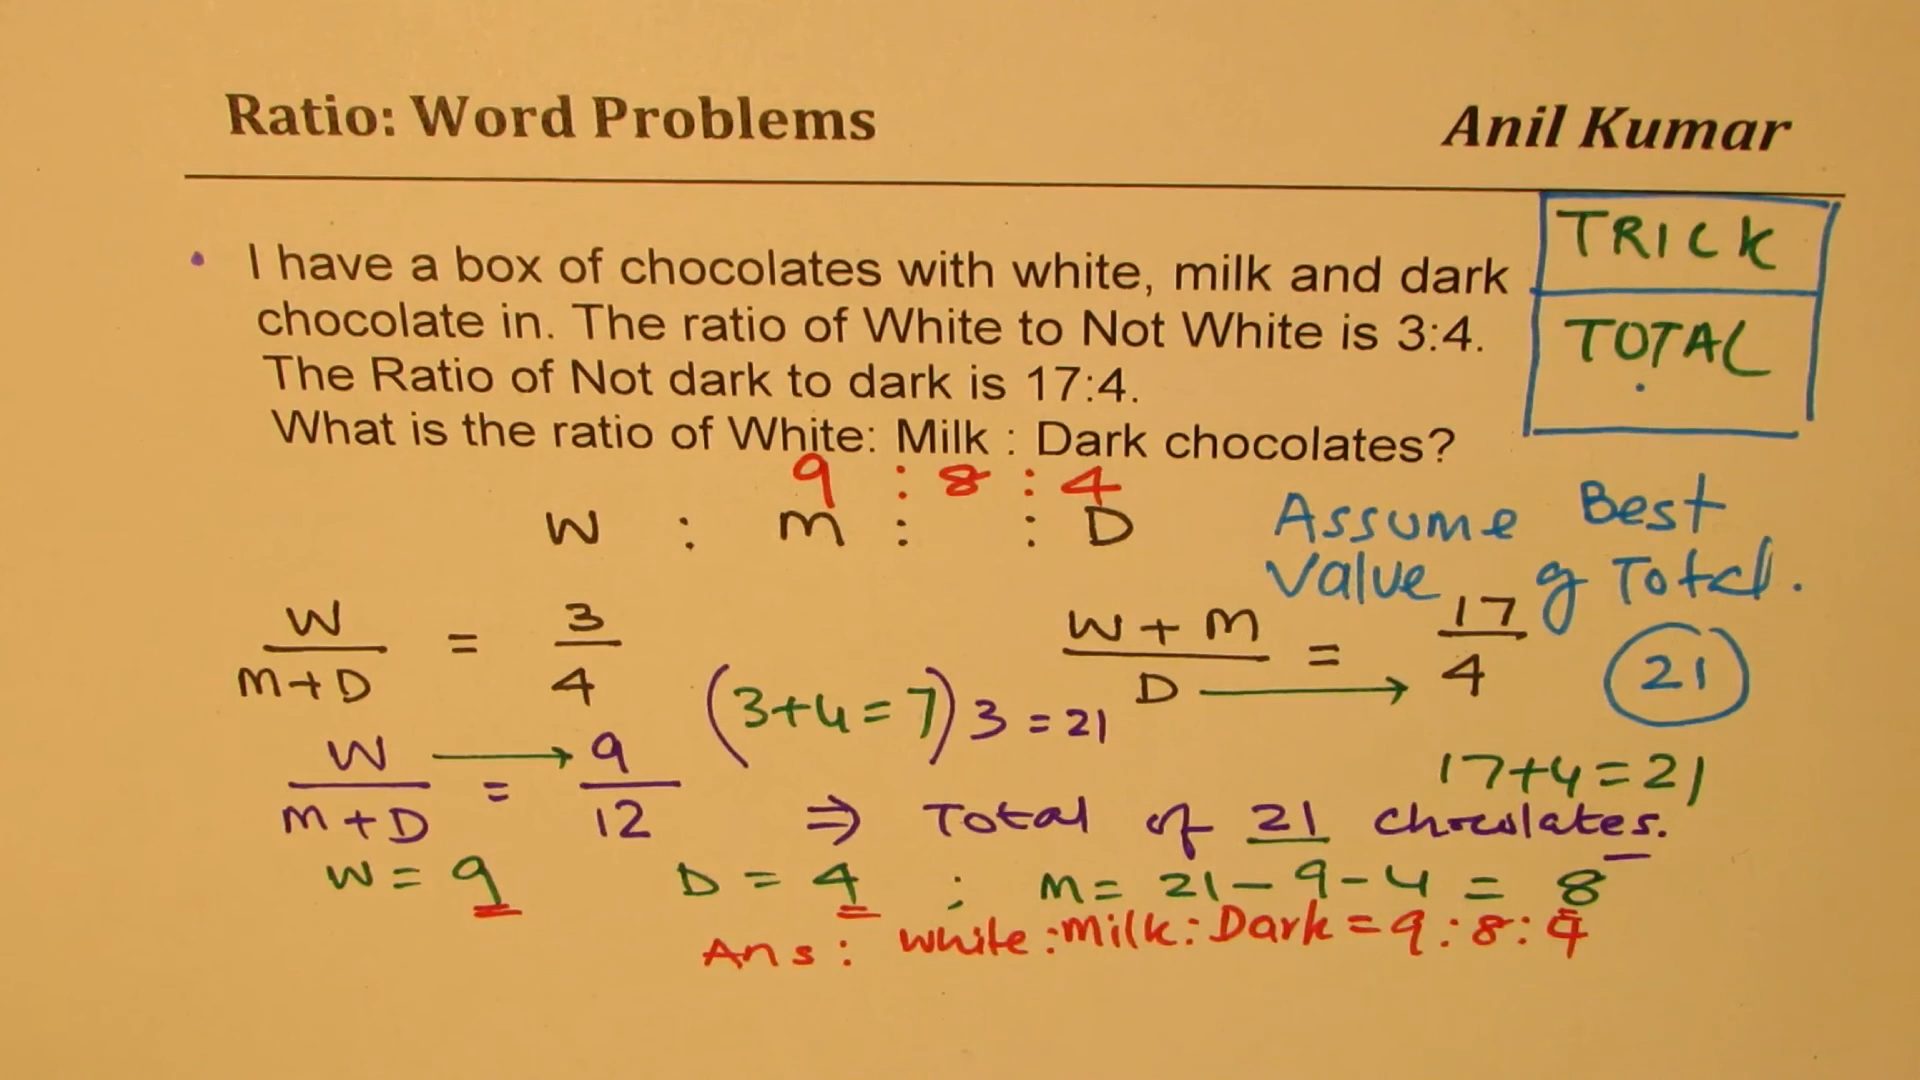 Ratio: Word Problems Anil Kumar
TRICK
TOTAL
• I have a box of chocolates with white, milk and dark
chocolate in. The ratio of White to Not White is 3:4.
The Ratio of Not dark to dark is 17:4.
What is the ratio of White: Milk : Dark chocolates?
9 : 8 : 4
W : M : : D
Assume Best
Value of Total.
21
W/M+D = 3/4
W+M/D → = 17/4
(3+4=7)3=21
17+4=21
W/M+D → = 9/12
⇒ Total of 21 chocolates.
W = 9 D = 4 ; M = 21-9-4 = 8
Ans: White:Milk:Dark = 9:8:4